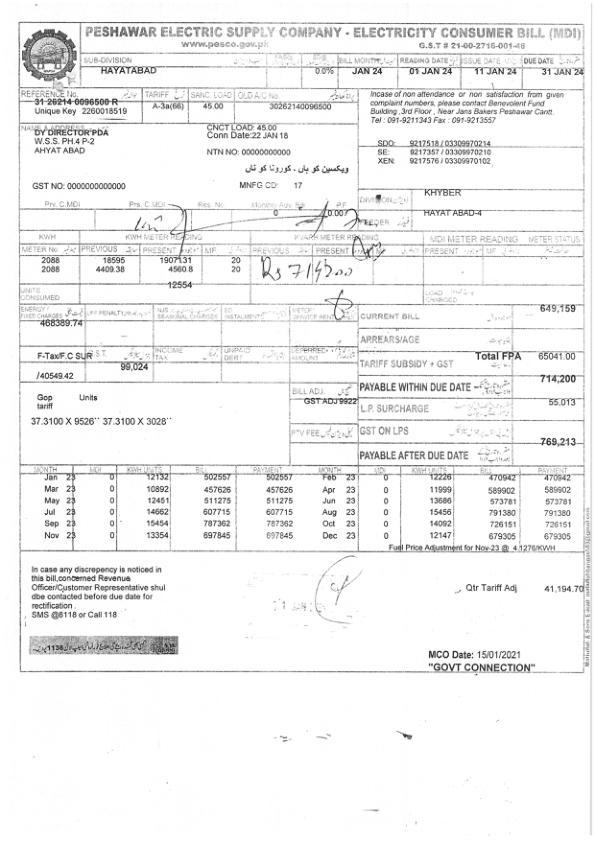 PESHAWAR ELECTRIC SUPPLY COMPANY - ELECTRICITY CONSUMER BILL (MDI)
www.pesco.gov.pk G.S.T # 21-00-2716-001-46
SUB-DIVISION BILL MONTH READING DATE ISSUE DATE DUE DATE
HAYATABAD 0.0% JAN 24 01 JAN 24 11 JAN 24 31 JAN 24
REFERENCE No. TARIFF SANC. LOAD OLD A/C No.
31 26214 0096500 R A-3a(66) 45.00 30262140096500
Unique Key 2260018519
Incase of non attendance or not satisfaction from given
complaint numbers, please contact Benevolent Fund
Building ,3rd Floor , Near Jans Bakers Peshawar Cantt.
Tel : 091-9211343 Fax : 091-9213557
NAME & ADDRESS CNCT LOAD: 45.00
DY DIRECTOR PDA Conn Date:22 JAN 18
W.S.S. PH.4 P-2
AHYAT ABAD NTN NO: 00000000000
SDO: 9217518 / 03309970214
SE: 9217357 / 03309970210
XEN: 9217576 / 03309970102
ویکسین کو ہاں ، کورونا کو ناں
GST NO: 0000000000000 MNFG CD: 17
DIVISION KHYBER
Prv. C.MDI Prs. C.MDI Res. No. P.F
0 0.00
FEEDER HAYAT ABAD-4
KWH KWH METER READING KVARH METER READING MDI METER READING METER STATUS
METER No. PREVIOUS PRESENT MF PREVIOUS PRESENT MF PREVIOUS PRESENT MF
2088 18595 19071.31 20
2088 4409.38 4560.8 20
Rs 714200
UNITS CONSUMED 12554
LOAD CHARGED
ENERGY / FIXED CHARGES LPF PENALTY SEASONAL CHARGES INSTALMENT SERVICE RENT CURRENT BILL 649,159
468389.74
ARREARS/AGE
F-Tax/F.C SUR G.S.T. INCOME TAX UNPAID DEBT DEFERRED AMOUNT Total FPA 65041.00
99,024 TARIFF SUBSIDY + GST
/40549.42
PAYABLE WITHIN DUE DATE 714,200
BILL ADJ. GST ADJ 9922
L.P. SURCHARGE 55,013
Gop Units
tariff
37.3100 X 9526`` 37.3100 X 3028``
PTV FEE GST ON LPS
PAYABLE AFTER DUE DATE 769,213
MONTH MDI KWH UNITS BILL PAYMENT MONTH MDI KWH UNITS BILL PAYMENT
Jan 23 0 12132 502557 502557 Feb 23 0 12226 470942 470942
Mar 23 0 10892 457626 457626 Apr 23 0 11999 589902 589902
May 23 0 12451 511275 511275 Jun 23 0 13686 573781 573781
Jul 23 0 14662 607715 607715 Aug 23 0 15456 791380 791380
Sep 23 0 15454 787362 787362 Oct 23 0 14092 726151 726151
Nov 23 0 13354 697845 697845 Dec 23 0 12147 679305 679305
Fuel Price Adjustment for Nov-23 @ 4.1276/KWH
In case any discrepency is noticed in
this bill,concerned Revenue
Officer/Customer Representative shul
dbe contacted before due date for
rectification .
SMS @8118 or Call 118
Qtr Tariff Adj 41,194.70
MCO Date: 15/01/2021
"GOVT CONNECTION"